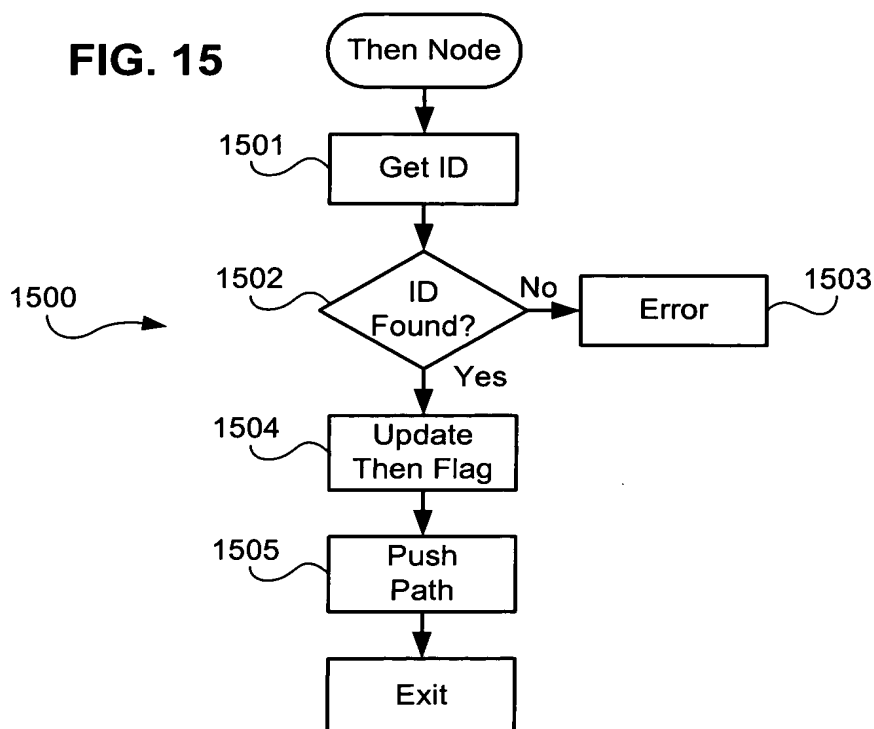 FIG. 15
Then Node
1501
Get ID
1502
ID
Found?
No
Error
1503
1500
Yes
1504
Update
Then Flag
1505
Push
Path
Exit